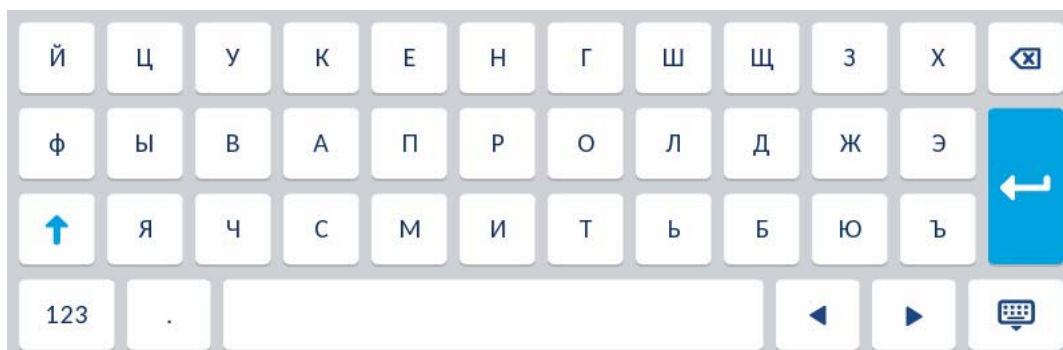 Й Ц У К Е Н Г Ш Щ З Х
ф Ы В А П Р О Л Д Ж Э
Я Ч С М И Т Ь Б Ю Ъ
123 .